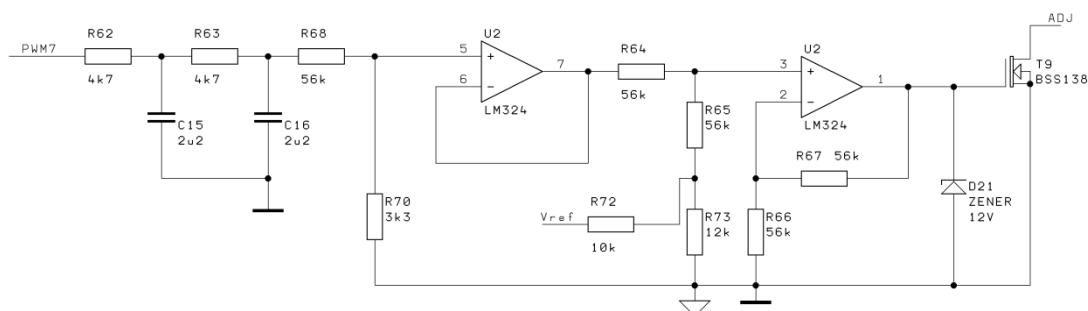 ADJ
PWM7
R62
4k7
R63
4k7
R68
56k
C15
2u2
C16
2u2
R70
3k3
U2
5
+
6
-
7
LM324
R64
56k
R65
56k
Vref
R72
10k
R73
12k
U2
3
+
2
-
1
LM324
R67 56k
R66
56k
D21
ZENER
12V
T9
BSS138